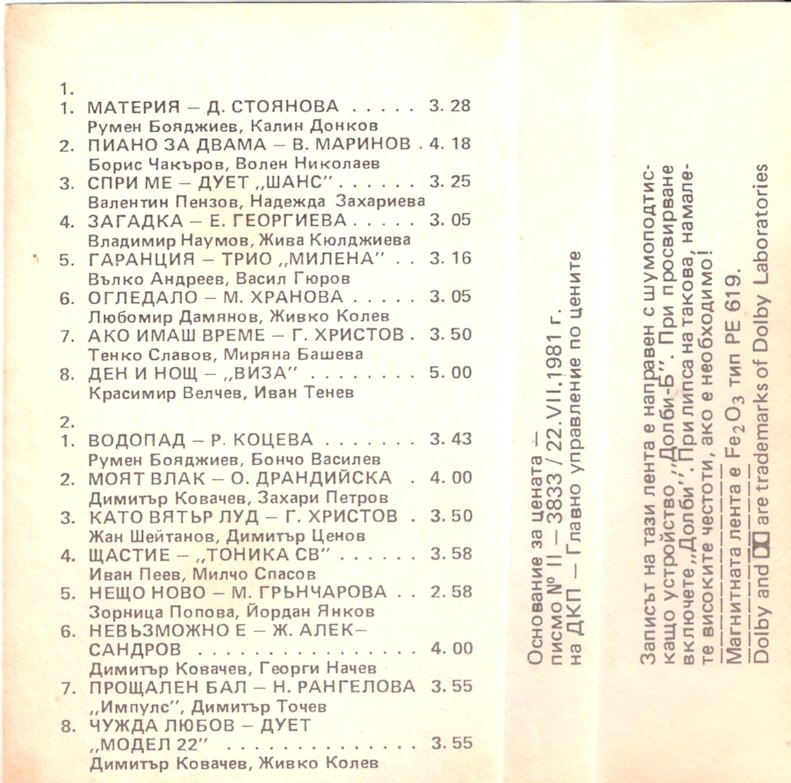 1.
1. МАТЕРИЯ – Д. СТОЯНОВА . . . . . 3. 28
Румен Бояджиев, Калин Донков
2. ПИАНО ЗА ДВАМА – В. МАРИНОВ . 4. 18
Борис Чакъров, Волен Николаев
3. СПРИ МЕ – ДУЕТ „ШАНС" . . . . . . 3. 25
Валентин Пензов, Надежда Захариева
4. ЗАГАДКА – Е. ГЕОРГИЕВА . . . . . 3. 05
Владимир Наумов, Жива Кюлджиева
5. ГАРАНЦИЯ – ТРИО „МИЛЕНА" . . 3. 16
Вълко Андреев, Васил Гюров
6. ОГЛЕДАЛО – М. ХРАНОВА . . . . . 3. 05
Любомир Дамянов, Живко Колев
7. АКО ИМАШ ВРЕМЕ – Г. ХРИСТОВ . 3. 50
Тенко Славов, Миряна Башева
8. ДЕН И НОЩ – „ВИЗА" . . . . . . . . 5. 00
Красимир Велчев, Иван Тенев
2.
1. ВОДОПАД – Р. КОЦЕВА . . . . . . . 3. 43
Румен Бояджиев, Бончо Василев
2. МОЯТ ВЛАК – О. ДРАНДИЙСКА . 4. 00
Димитър Ковачев, Захари Петров
3. КАТО ВЯТЪР ЛУД – Г. ХРИСТОВ . 3. 50
Жан Шейтанов, Димитър Ценов
4. ЩАСТИЕ – „ТОНИКА СВ" . . . . . . 3. 58
Иван Пеев, Милчо Спасов
5. НЕЩО НОВО – М. ГРЬНЧАРОВА . . 2. 58
Зорница Попова, Йордан Янков
6. НЕВЪЗМОЖНО Е – Ж. АЛЕК–
САНДРОВ . . . . . . . . . . . . . . . . 4. 00
Димитър Ковачев, Георги Начев
7. ПРОЩАЛЕН БАЛ – Н. РАНГЕЛОВА 3. 55
„Импулс", Димитър Точев
8. ЧУЖДА ЛЮБОВ – ДУЕТ
„МОДЕЛ 22" . . . . . . . . . . . . . . 3. 55
Димитър Ковачев, Живко Колев
Основание за цената –
писмо № II – 3833 / 22.VII.1981 г.
на ДКП – Главно управление по цените
Записът на тази лента е направен с шумоподтис-
кащо устройство „Долби-Б". При просвирване
включете „Долби". При липса на такова, намале-
те високите честоти, ако е необходимо!
Магнитната лента е Fe2O3 тип PE 619.
Dolby and are trademarks of Dolby Laboratories